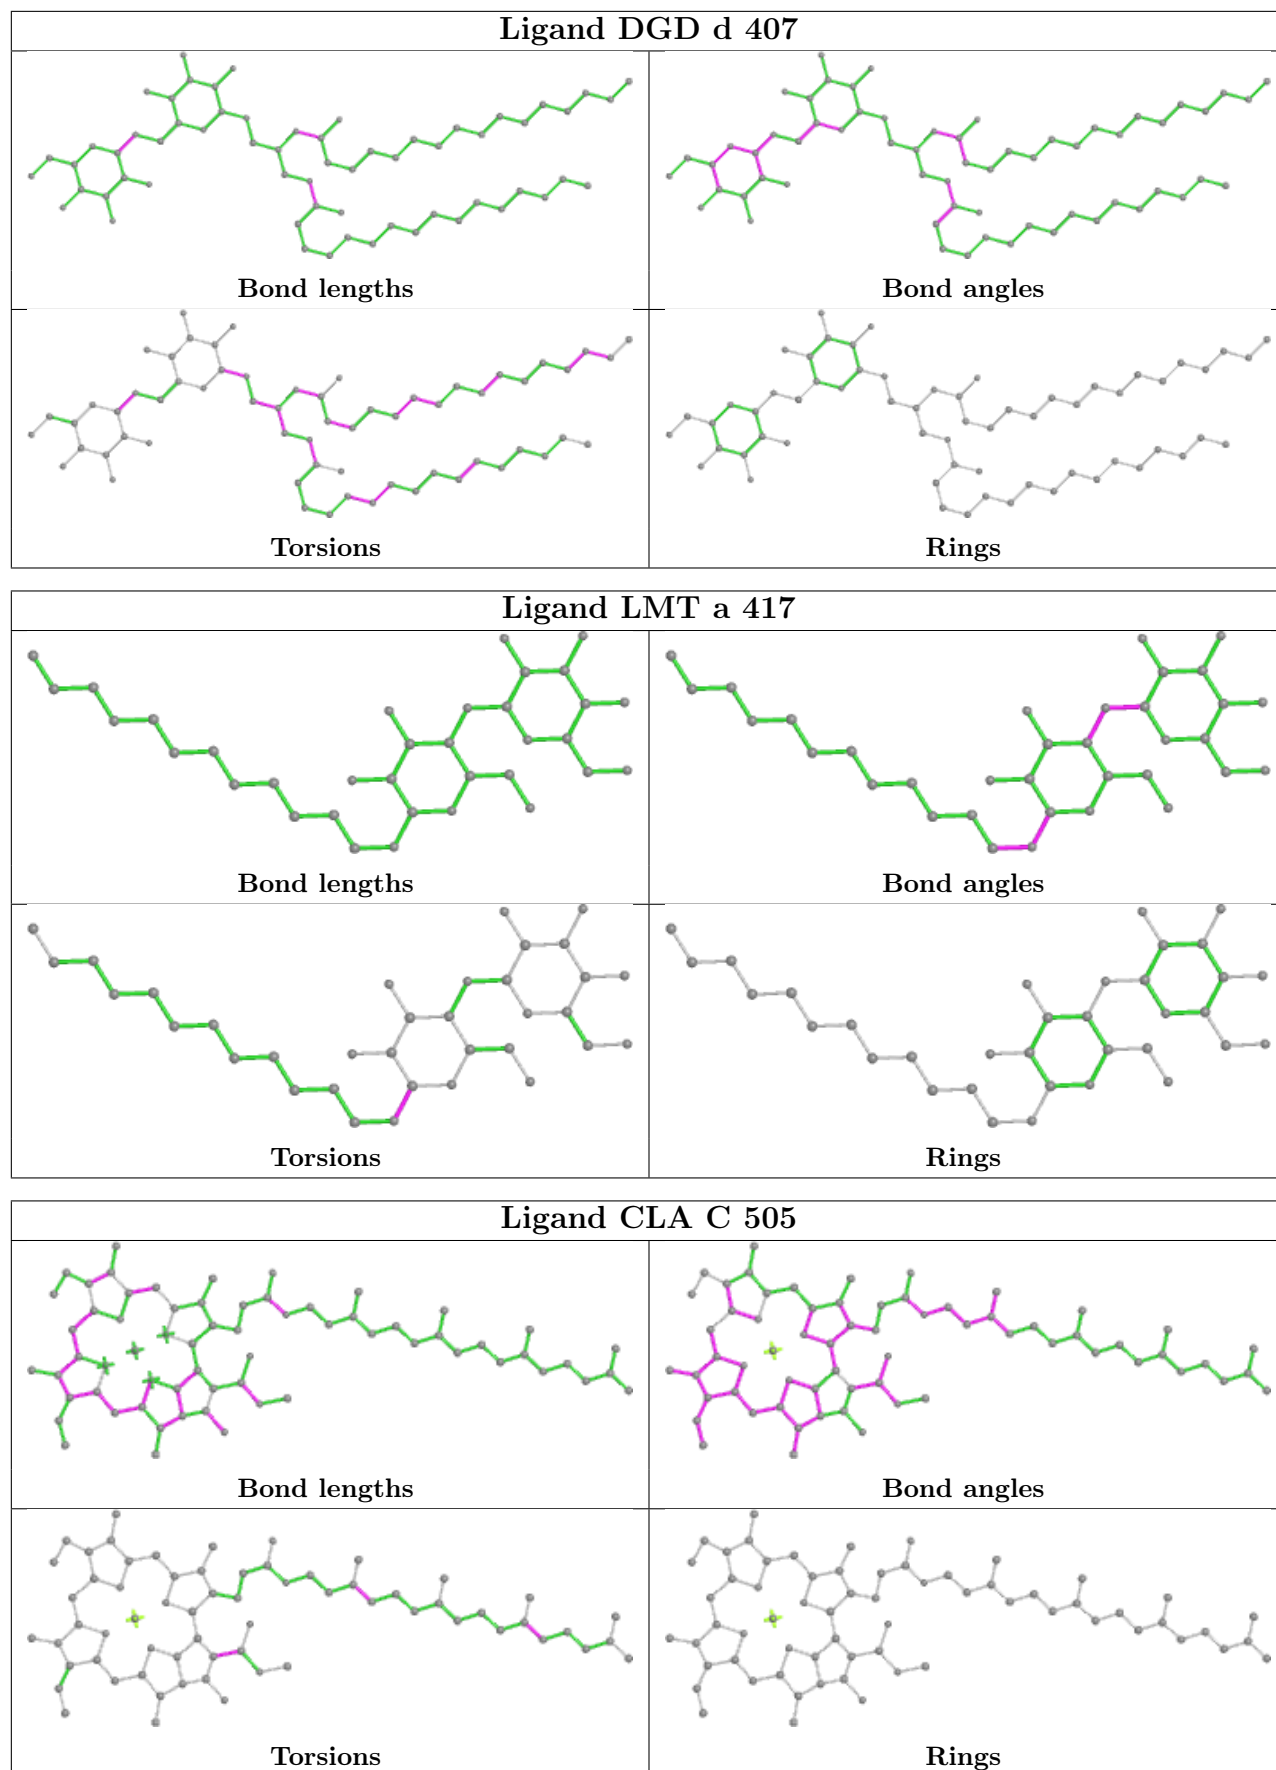 Ligand DGD d 407
Bond lengths
Bond angles
Torsions
Rings
Ligand LMT a 417
Bond lengths
Bond angles
Torsions
Rings
Ligand CLA C 505
Bond lengths
Bond angles
Torsions
Rings